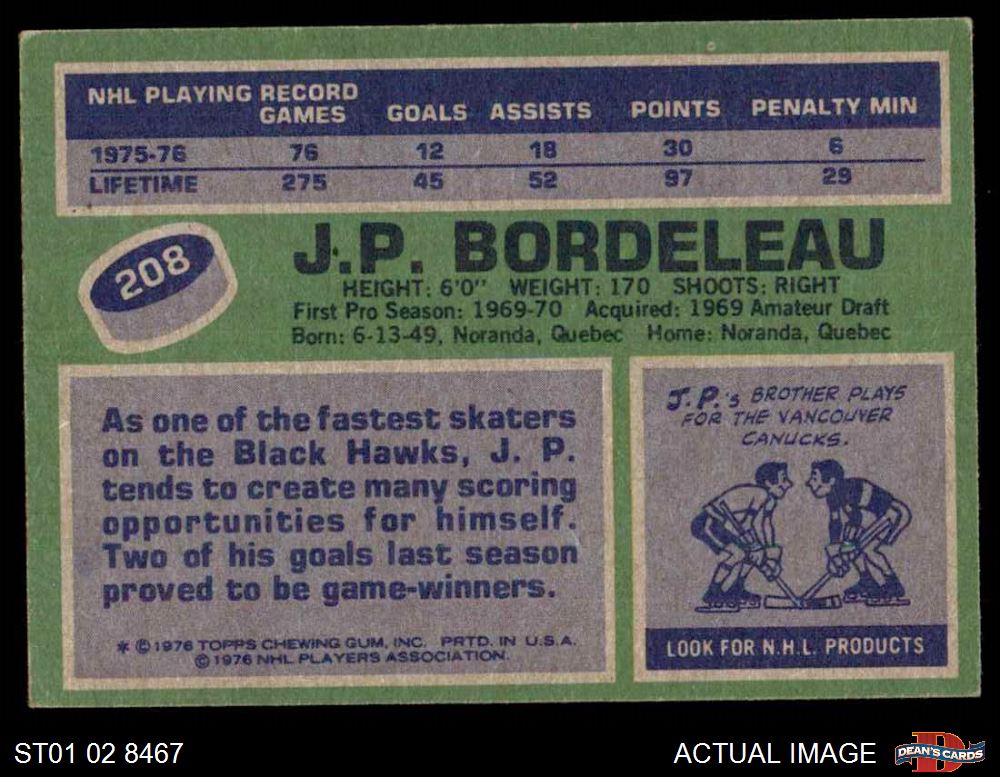 NHL PLAYING RECORD
GAMES GOALS ASSISTS POINTS PENALTY MIN
1975-76 76 12 18 30 6
LIFETIME 275 45 52 97 29
208
J.P. BORDELEAU
HEIGHT: 6'0" WEIGHT: 170 SHOOTS: RIGHT
First Pro Season: 1969-70 Acquired: 1969 Amateur Draft
Born: 6-13-49, Noranda, Quebec Home: Noranda, Quebec
As one of the fastest skaters
on the Black Hawks, J. P.
tends to create many scoring
opportunities for himself.
Two of his goals last season
proved to be game-winners.
* © 1976 TOPPS CHEWING GUM, INC. PRTD. IN U.S.A.
© 1976 NHL PLAYERS ASSOCIATION.
J.P.'s BROTHER PLAYS
FOR THE VANCOUVER
CANUCKS.
LOOK FOR N.H.L. PRODUCTS
ST01 02 8467
ACTUAL IMAGE
DEAN'S CARDS